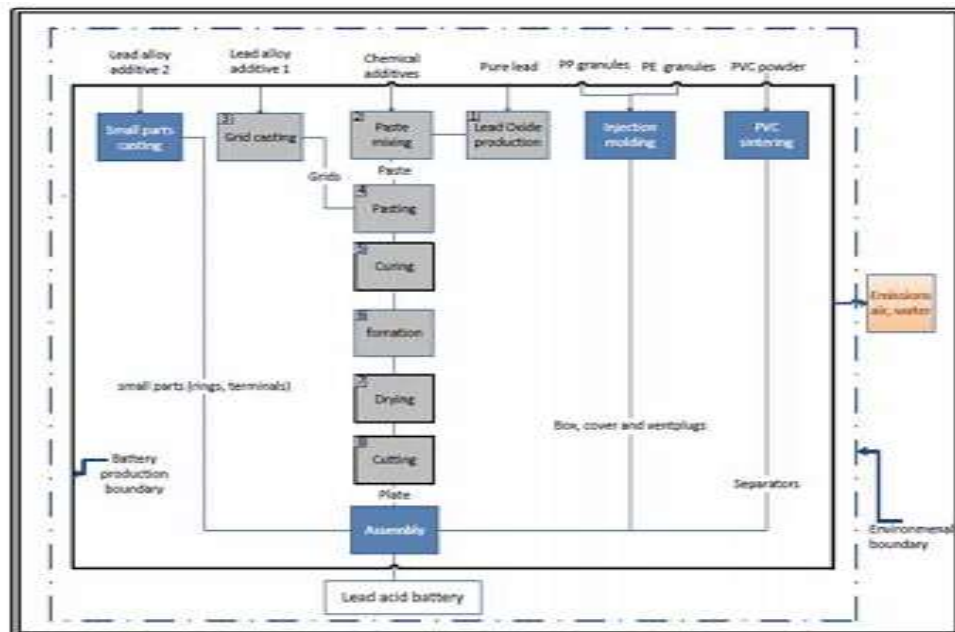 Lead alloy
additive 2
Lead alloy
additive 1
Chemical
additives
Pure lead
PP granules
PE granules
PVC powder
Small parts
casting
3)
Grid casting
2)
Paste
mixing
1)
Lead Oxide
production
Injection
molding
PVC
sintering
Grids
Paste
4)
Pasting
5)
Curing
6)
fornation
7)
Drying
8)
Cutting
Plate
small parts (rings, terminals)
Box, cover and ventplugs
Separators
Battery
production
boundary
Assembly
Lead acid battery
Emissions
air, water
Environmenal
boundary